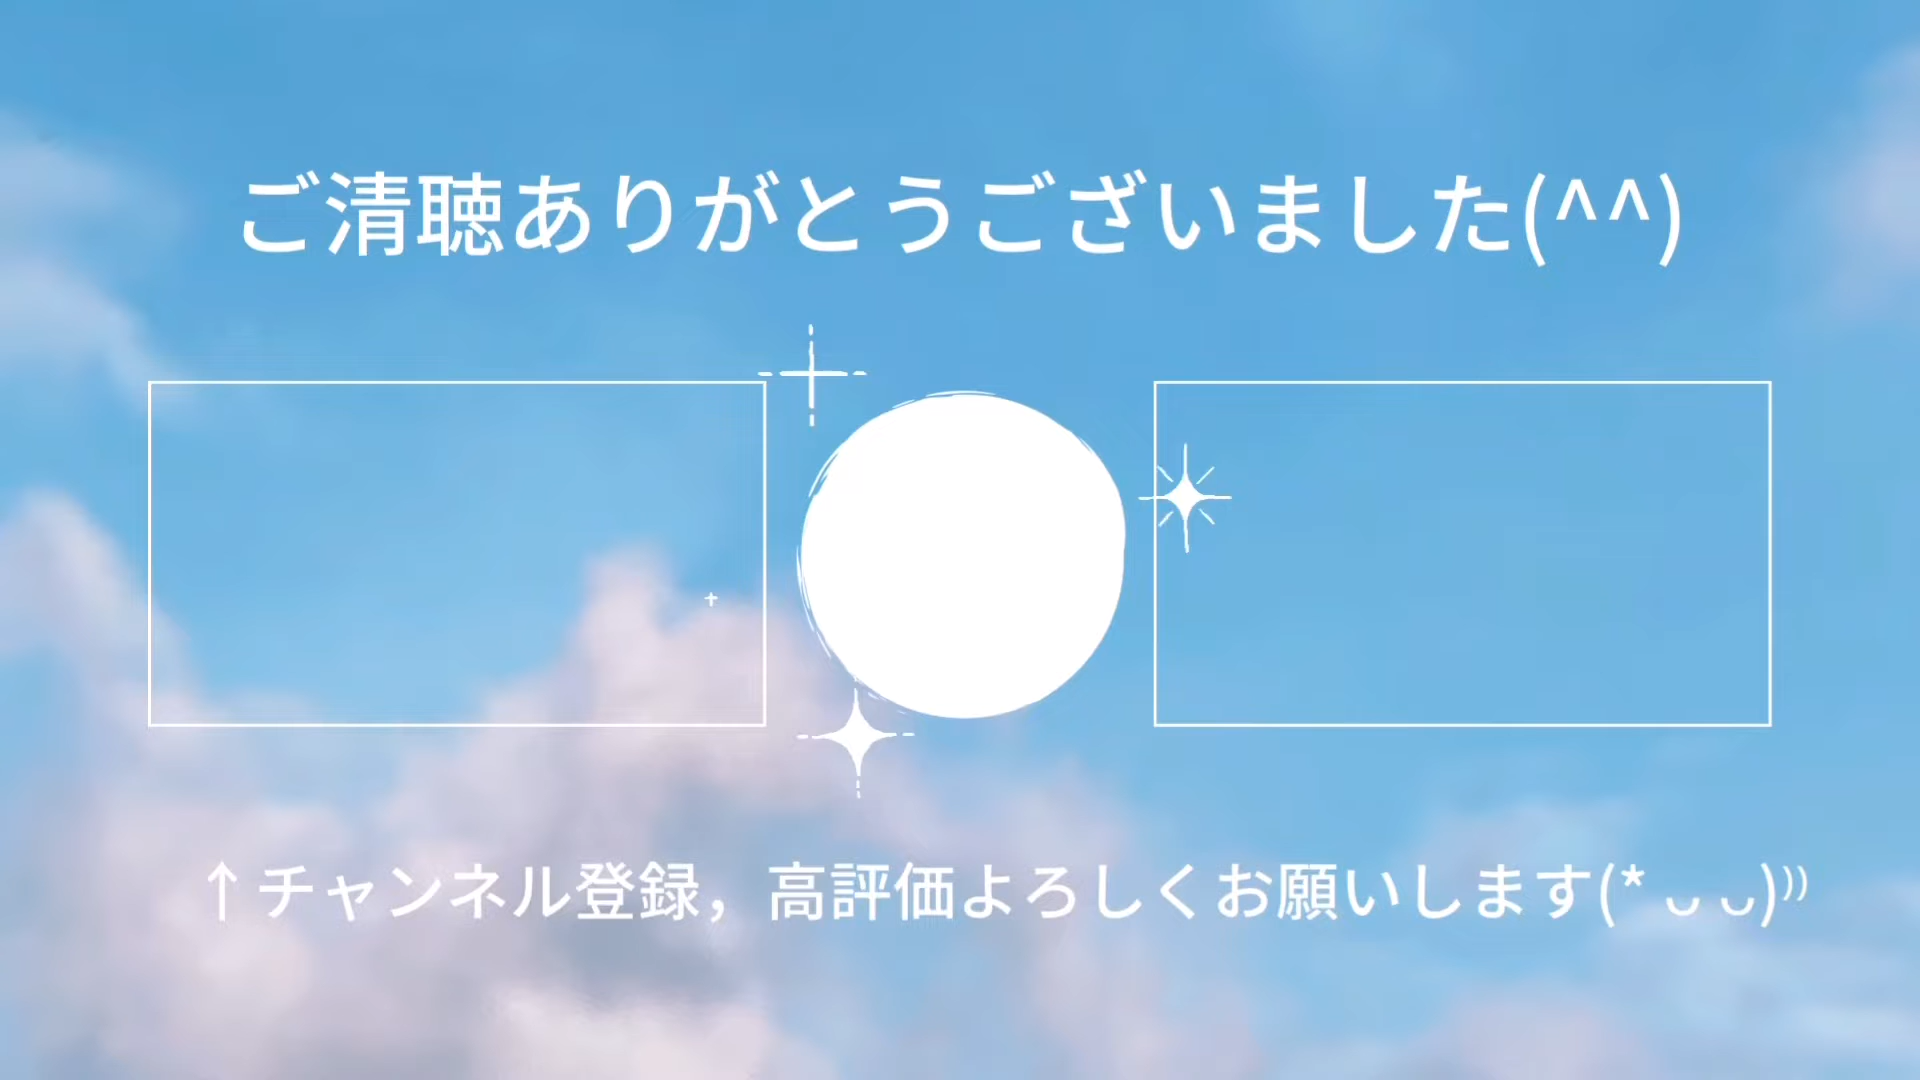 ご清聴ありがとうございました(^^)
↑チャンネル登録，高評価よろしくお願いします(* ᴗ ᴗ)⁾⁾